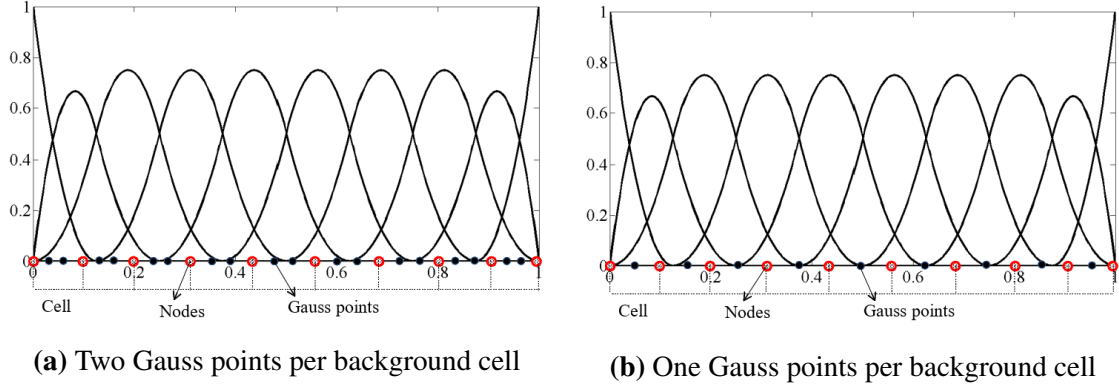 1
0.8
0.6
0.4
0.2
0
0 0.2 0.4 0.6 0.8 1
Cell Nodes Gauss points
(a) Two Gauss points per background cell
1
0.8
0.6
0.4
0.2
0
0 0.2 0.4 0.6 0.8 1
Cell Nodes Gauss points
(b) One Gauss points per background cell